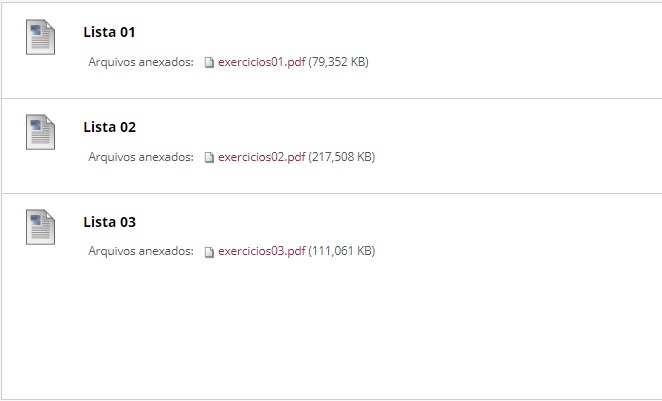 Lista 01
Arquivos anexados: exercicios01.pdf (79,352 KB)
Lista 02
Arquivos anexados: exercicios02.pdf (217,508 KB)
Lista 03
Arquivos anexados: exercicios03.pdf (111,061 KB)